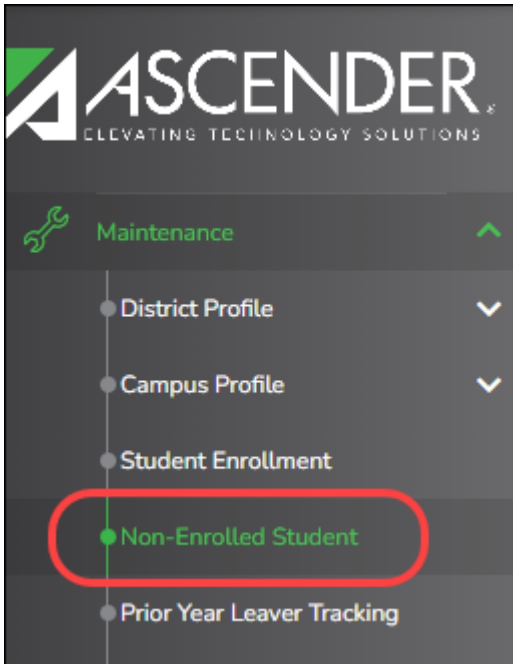 ASCENDER®
ELEVATING TECHNOLOGY SOLUTIONS
Maintenance
District Profile
Campus Profile
Student Enrollment
Non-Enrolled Student
Prior Year Leaver Tracking